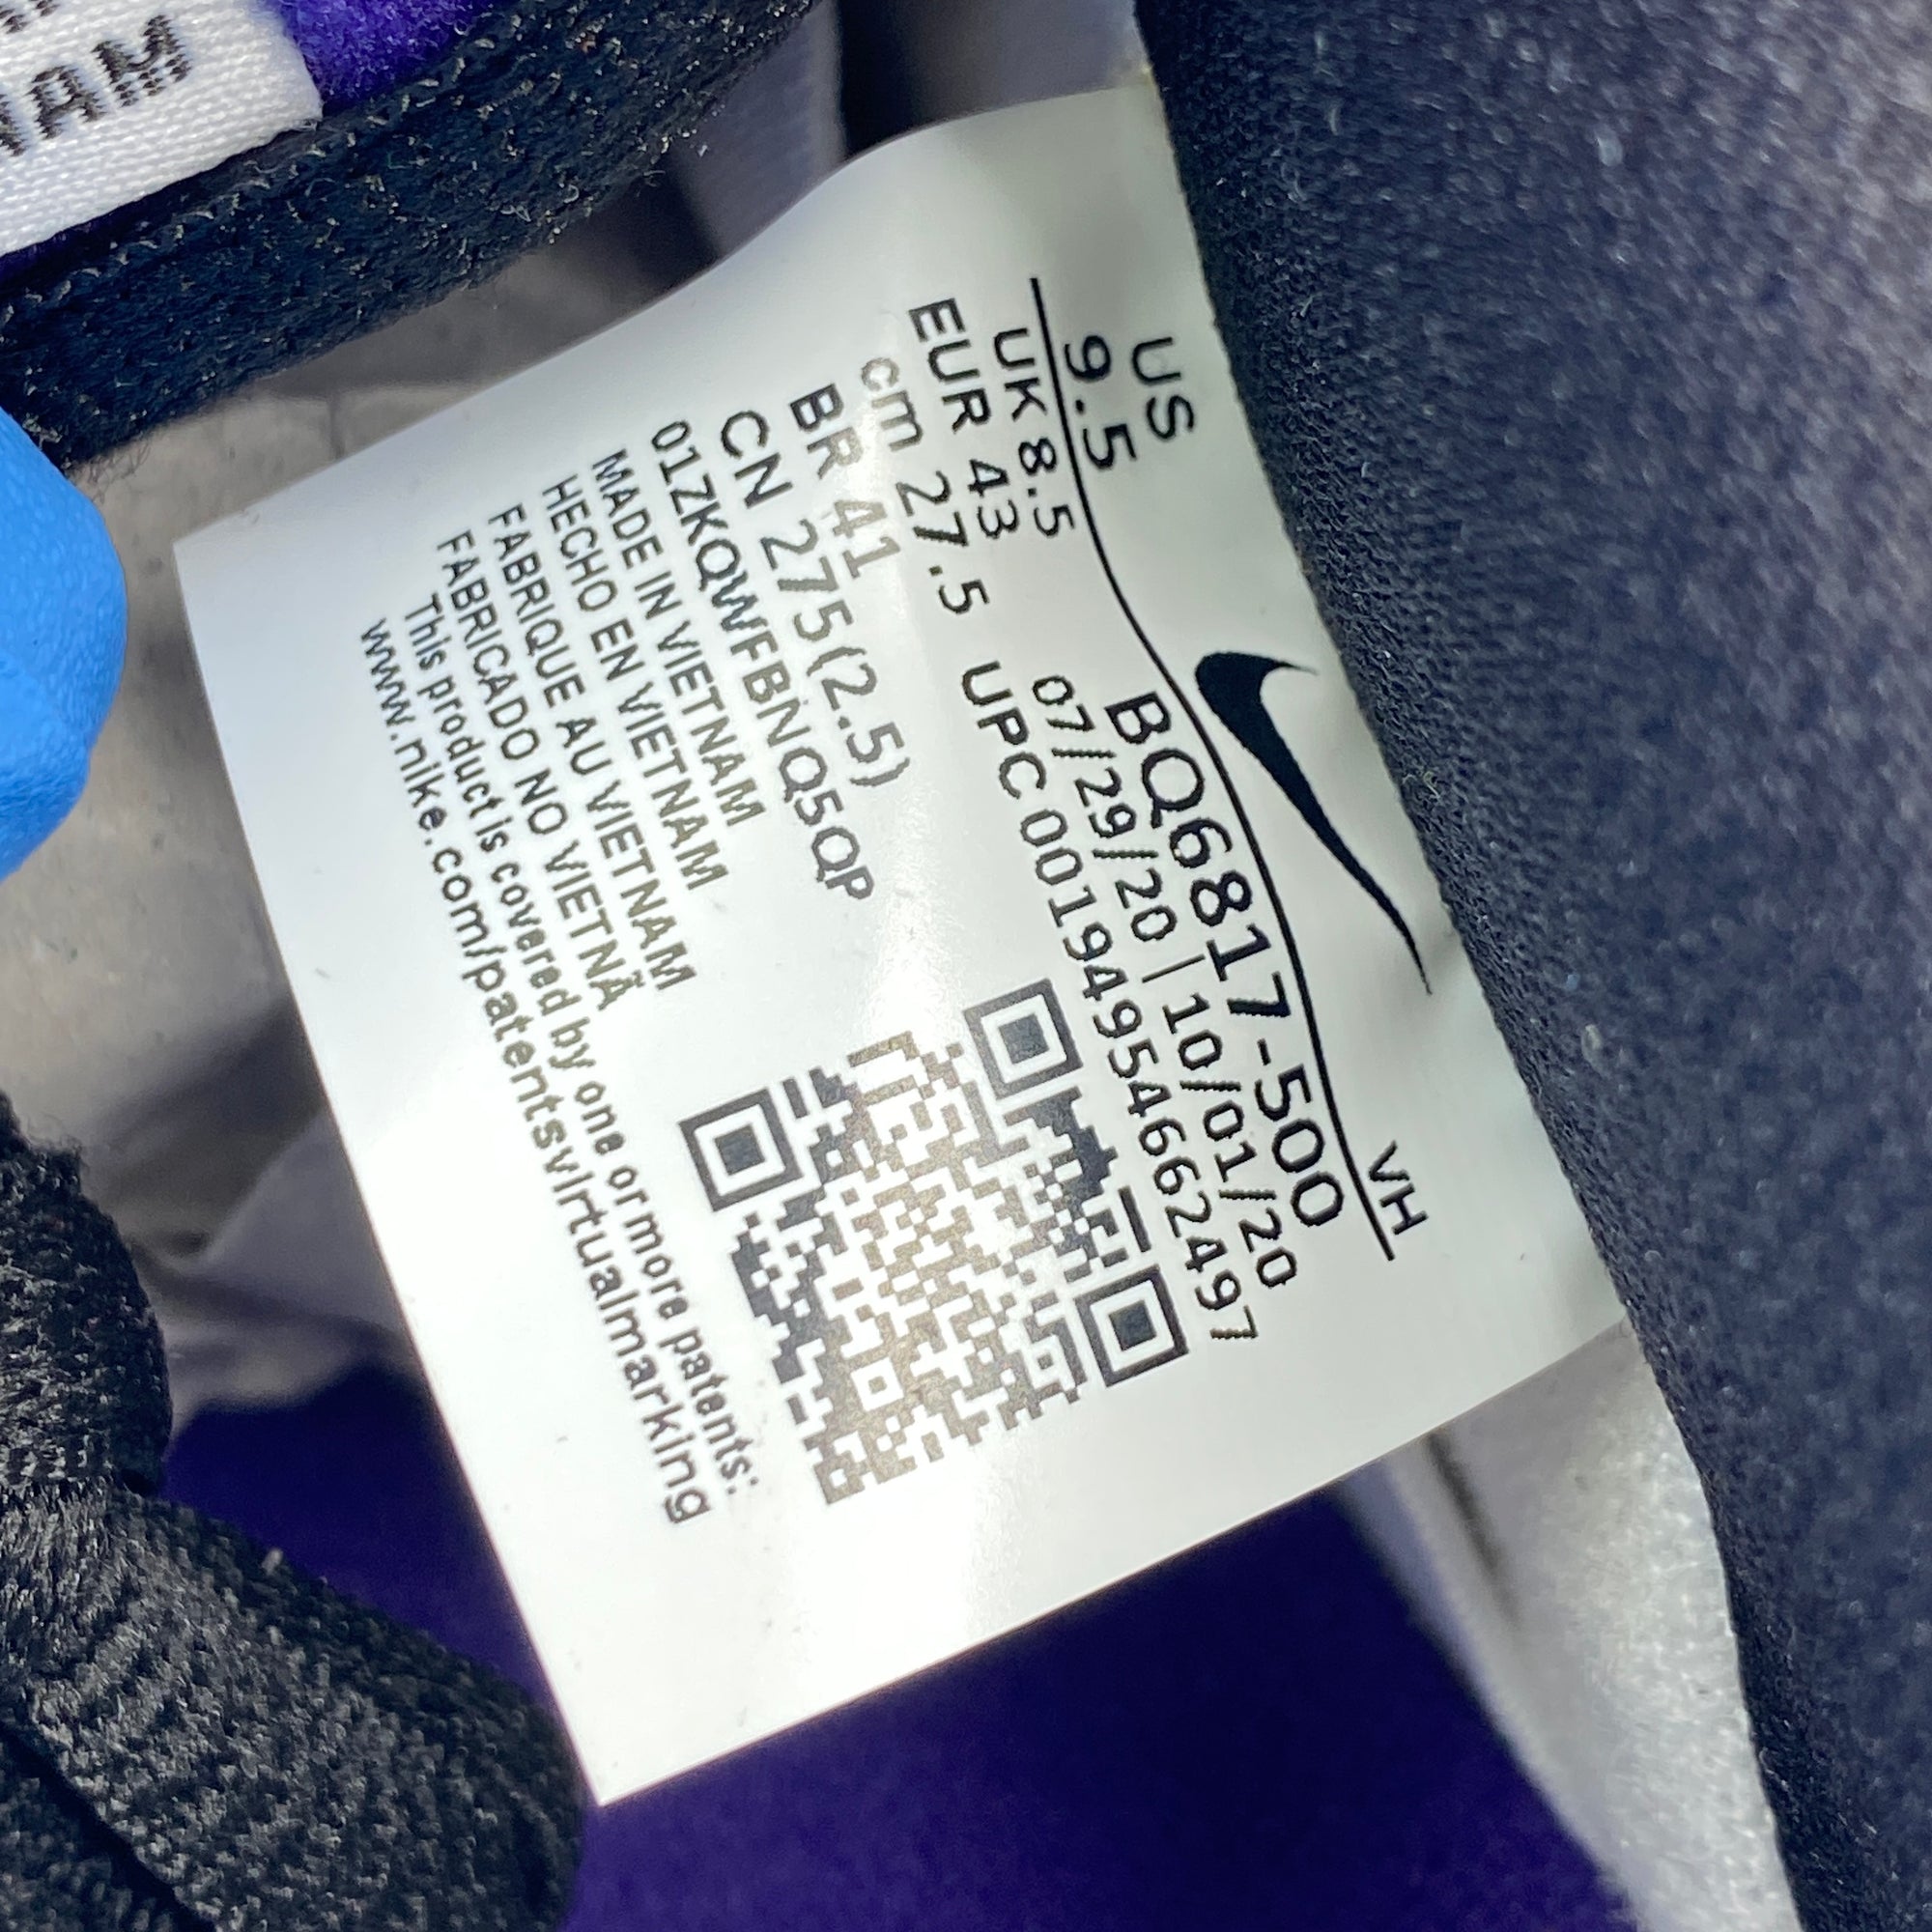 NAM
US
9.5
VH
UK 8.5
EUR 43
cm 27.5
BR 41
CN 275(2.5)
BQ6817-500
07/29/20 | 10/01/20
UPC 00194954662497
01ZKQWFBNQ5QP
MADE IN VIETNAM
HECHO EN VIETNAM
FABRIQUE AU VIETNAM
FABRICADO NO VIETNÃ
This product is covered by one or more patents:
www.nike.com/patentsvirtualmarking